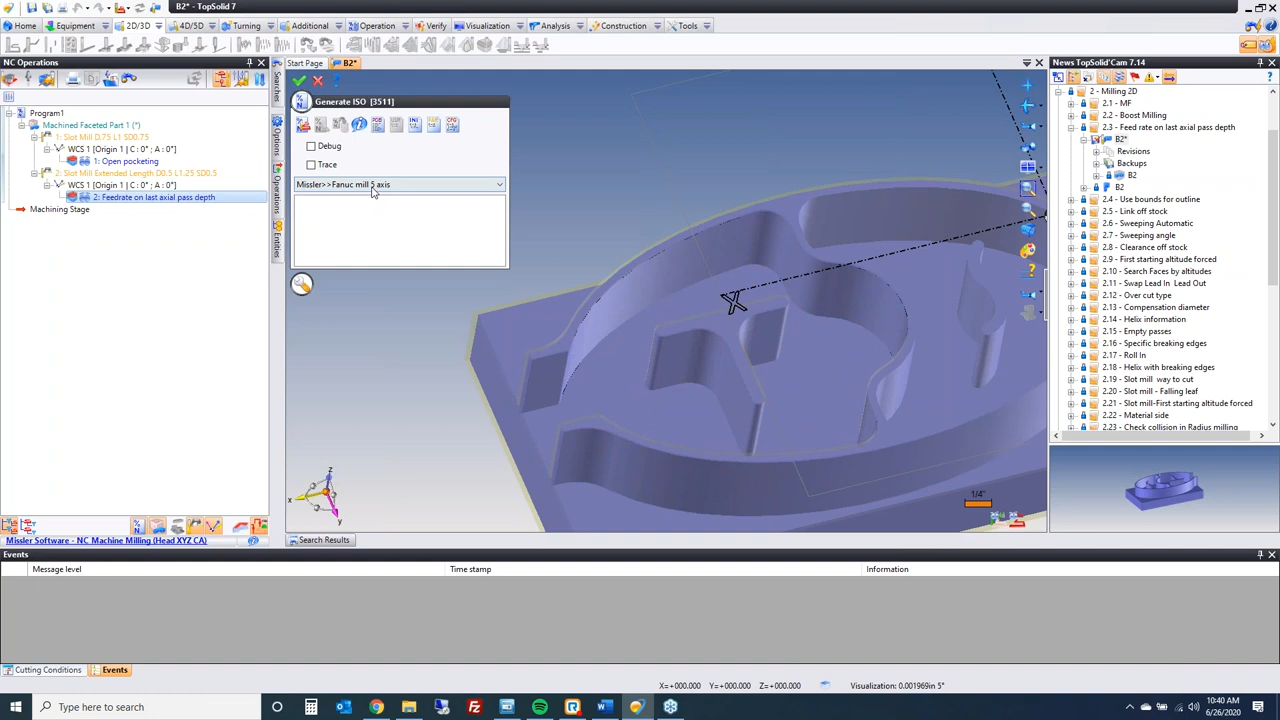 B2* - TopSolid 7
Home
Equipment
2D/3D
4D/5D
Turning
Additional
Operation
Verify
Visualization
Analysis
Construction
Tools
NC Operations
Start Page
B2*
News TopSolid'Cam 7.14
Program1
Machined Faceted Part 1 (*)
1: Slot Mill D.75 L1 SD0.75
WCS 1 [Origin 1 | C : 0° ; A : 0°]
1: Open pocketing
2: Slot Mill Extended Length D0.5 L1.25 SD0.5
WCS 1 [Origin 1 | C : 0° ; A : 0°]
2: Feedrate on last axial pass depth
Machining Stage
Missler Software - NC Machine Milling (Head XYZ CA)
Searches
Options
Operations
Entities
Generate ISO [3511]
Debug
Trace
Missler>>Fanuc mill 5 axis
X
z
x
y
1/4"
Search Results
2 - Milling 2D
2.1 - MF
2.2 - Boost Milling
2.3 - Feed rate on last axial pass depth
B2*
Revisions
Backups
B2
B2
2.4 - Use bounds for outline
2.5 - Link off stock
2.6 - Sweeping Automatic
2.7 - Sweeping angle
2.8 - Clearance off stock
2.9 - First starting altitude forced
2.10 - Search Faces by altitudes
2.11 - Swap Lead In Lead Out
2.12 - Over cut type
2.13 - Compensation diameter
2.14 - Helix information
2.15 - Empty passes
2.16 - Specific breaking edges
2.17 - Roll In
2.18 - Helix with breaking edges
2.19 - Slot mill way to cut
2.20 - Slot mill - Falling leaf
2.21 - Slot mill-First starting altitude forced
2.22 - Material side
2.23 - Check collision in Radius milling
Events
Message level
Time stamp
Information
Cutting Conditions
Events
X=+000.000 Y=+000.000 Z=+000.000
Visualization: 0.001969in 5°
Type here to search
10:40 AM
6/26/2020